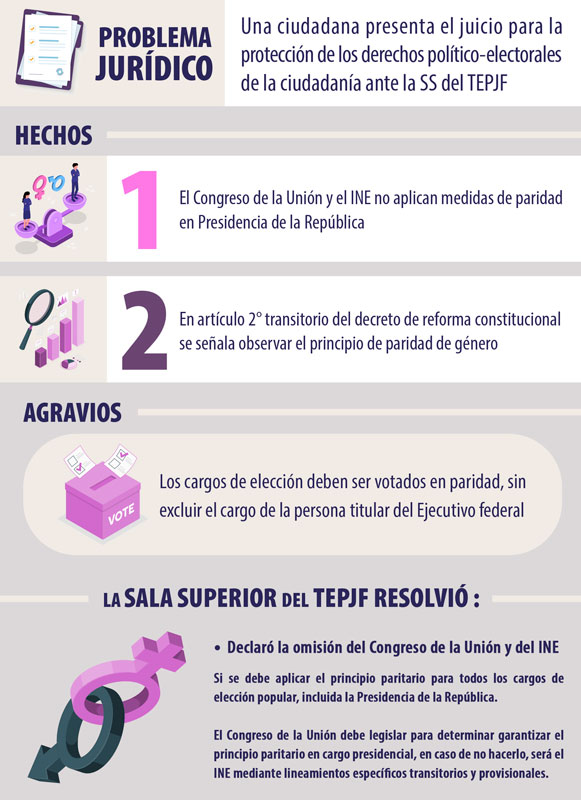 PROBLEMA
JURÍDICO
Una ciudadana presenta el juicio para la
protección de los derechos político-electorales
de la ciudadanía ante la SS del TEPJF
HECHOS
1
El Congreso de la Unión y el INE no aplican medidas de paridad
en Presidencia de la República
2
En artículo 2° transitorio del decreto de reforma constitucional
se señala observar el principio de paridad de género
AGRAVIOS
VOTE
Los cargos de elección deben ser votados en paridad, sin
excluir el cargo de la persona titular del Ejecutivo federal
LA SALA SUPERIOR DEL TEPJF RESOLVIÓ :
• Declaró la omisión del Congreso de la Unión y del INE
Si se debe aplicar el principio paritario para todos los cargos de
elección popular, incluida la Presidencia de la República.
El Congreso de la Unión debe legislar para determinar garantizar el
principio paritario en cargo presidencial, en caso de no hacerlo, será el
INE mediante lineamientos específicos transitorios y provisionales.